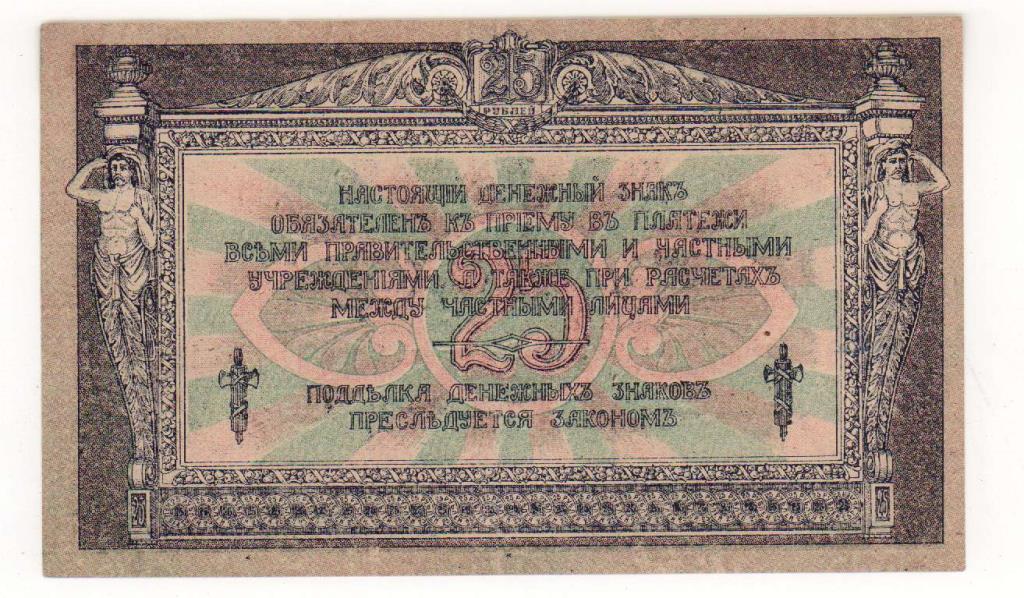 25
РУБЛЕЙ
НАСТОЯЩІЙ ДЕНЕЖНЫЙ ЗНАКЪ
ОБЯЗАТЕЛЕНЪ КЪ ПРІЕМУ ВЪ ПЛАТЕЖИ
ВСѢМИ ПРАВИТЕЛЬСТВЕННЫМИ И ЧАСТНЫМИ
УЧРЕЖДЕНІЯМИ, А ТАКЖЕ ПРИ РАСЧЕТАХЪ
МЕЖДУ ЧАСТНЫМИ ЛИЦАМИ
25
ПОДДѢЛКА ДЕНЕЖНЫХЪ ЗНАКОВЪ
ПРЕСЛѢДУЕТСЯ ЗАКОНОМЪ
25